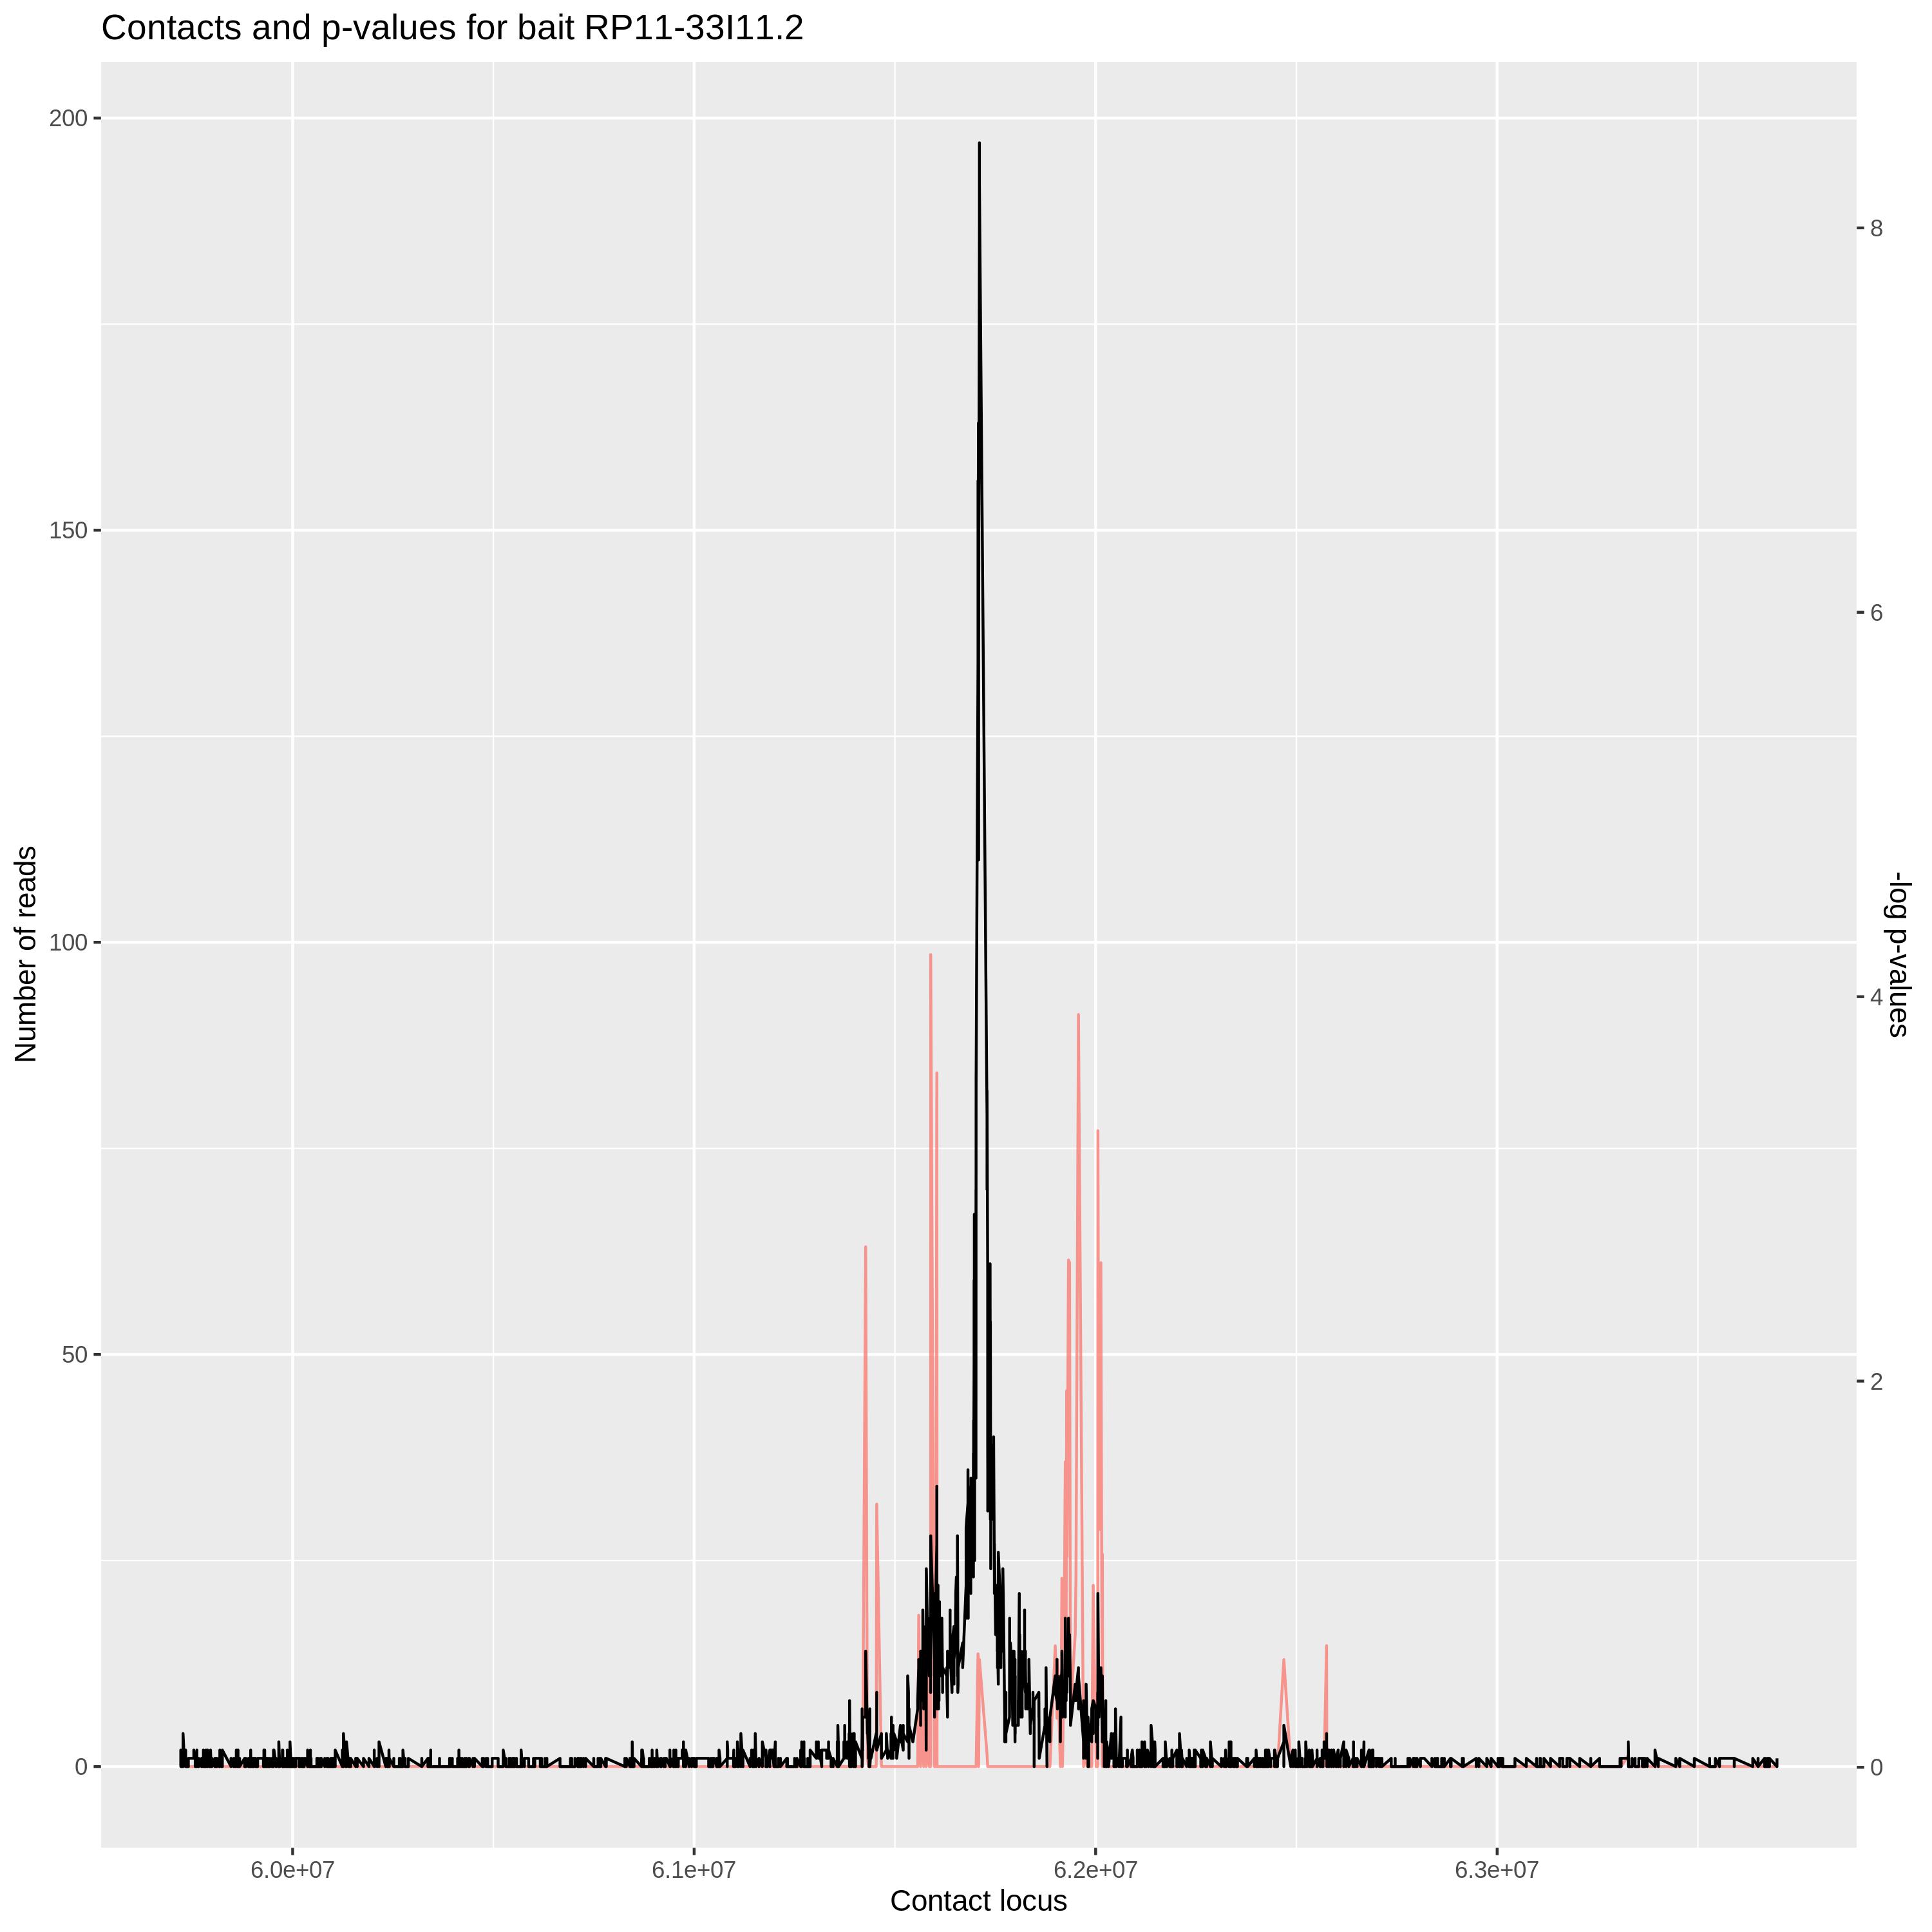 Contacts and p-values for bait RP11-33I11.2
200
150
100
50
0
Number of reads
8
6
4
2
0
-log p-values
6.0e+07
6.1e+07
6.2e+07
6.3e+07
Contact locus